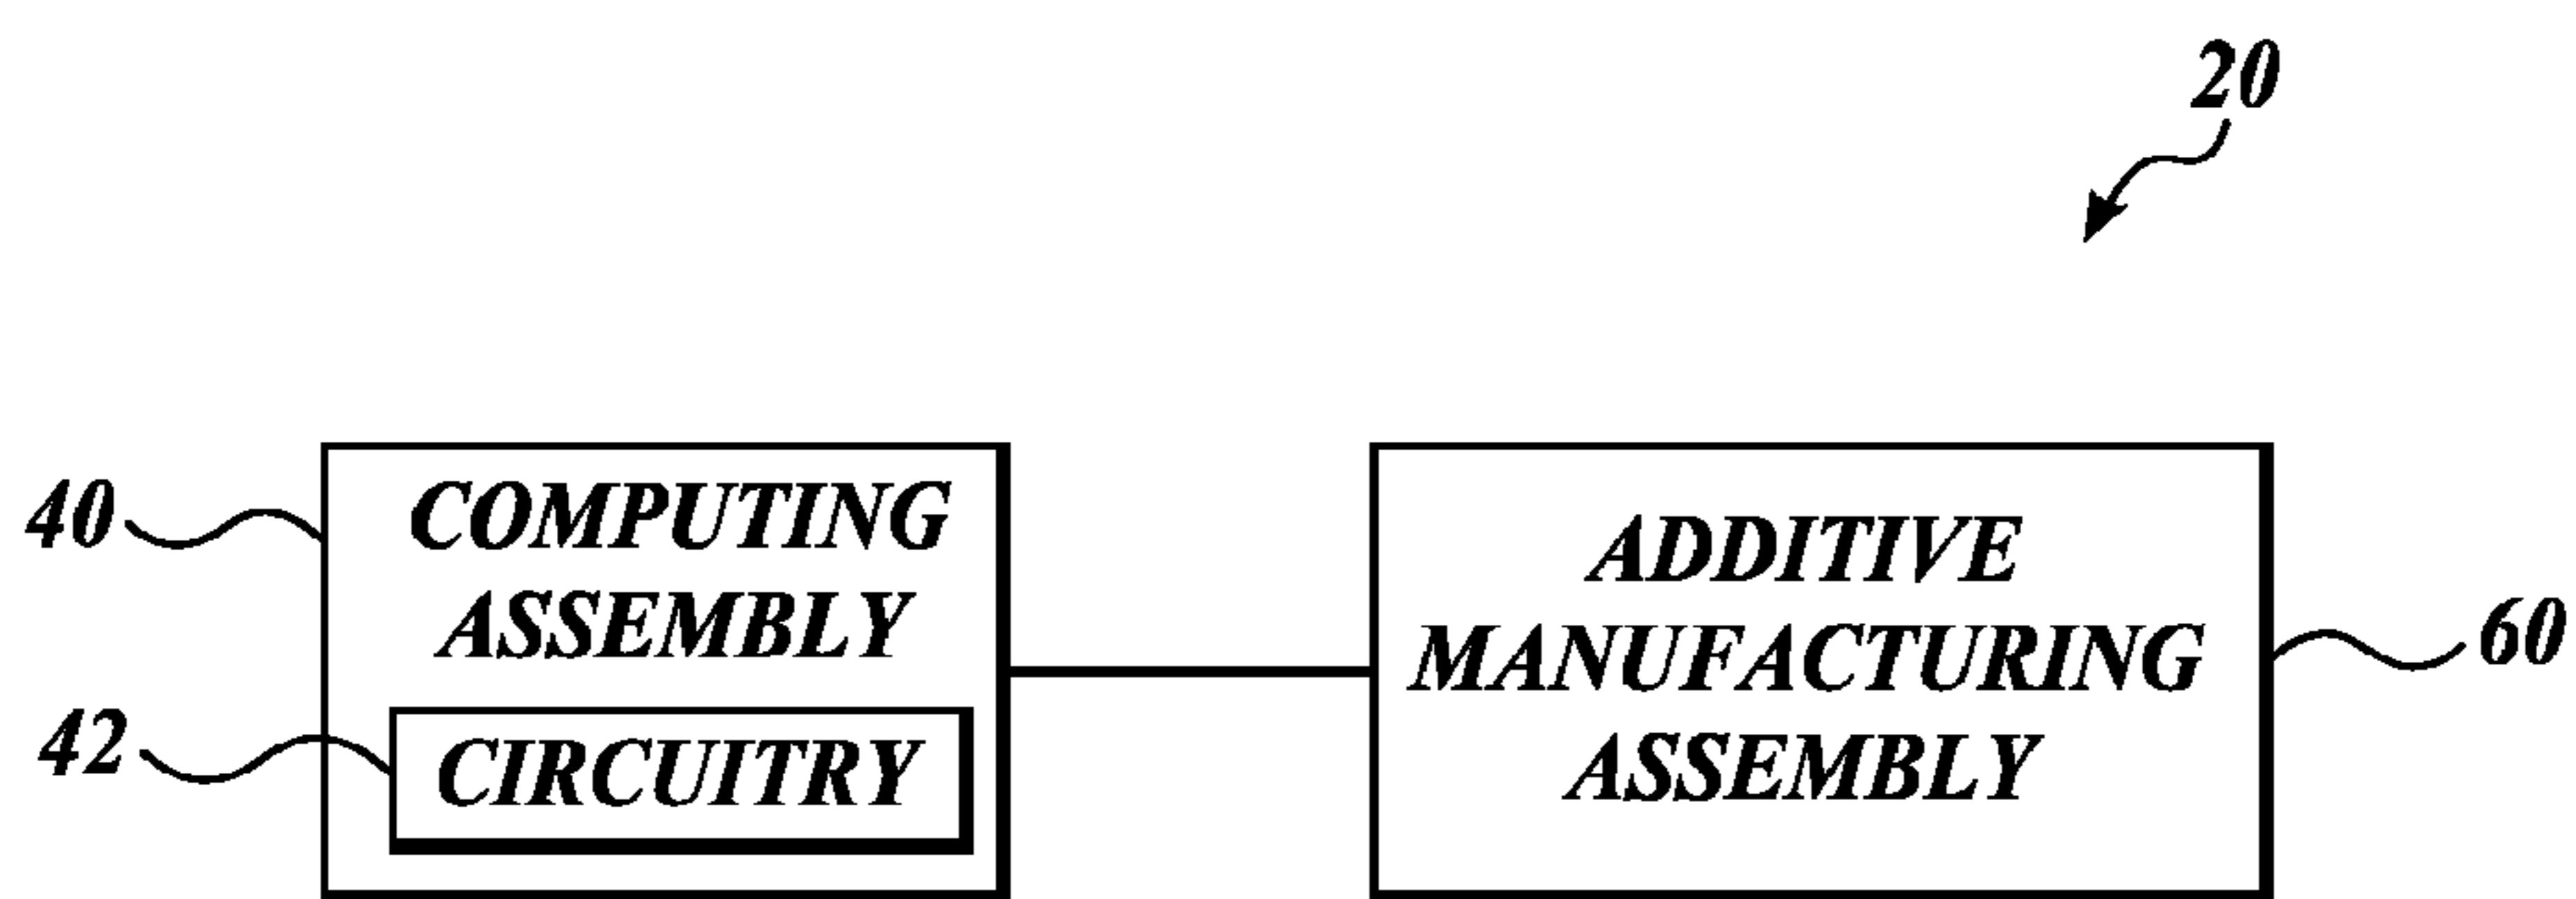 20
40
COMPUTING
ASSEMBLY
42
CIRCUITRY
ADDITIVE
MANUFACTURING
ASSEMBLY
60